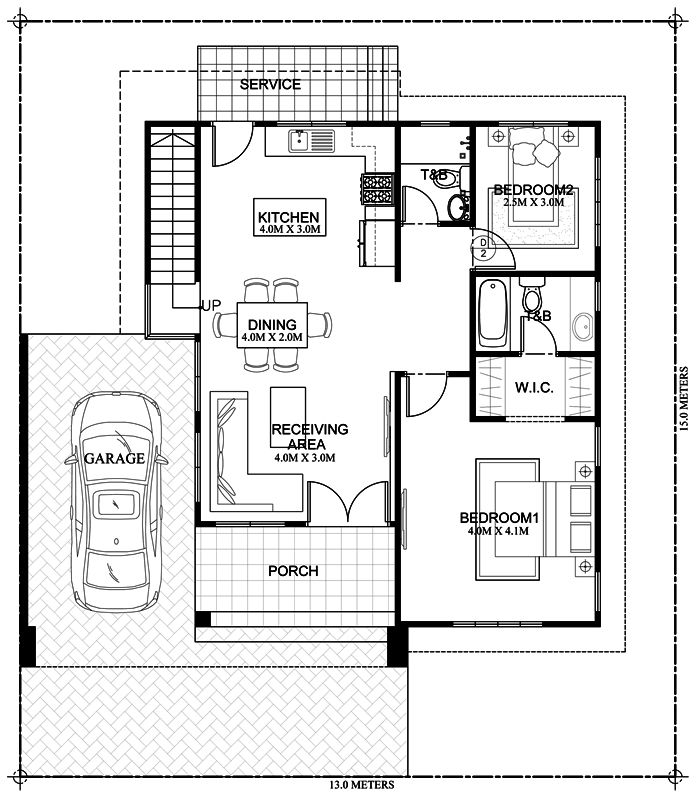 SERVICE
T&B
BEDROOM2
2.5M X 3.0M
KITCHEN
4.0M X 3.0M
D
2
UP
DINING
4.0M X 2.0M
T&B
W.I.C.
15.0 METERS
RECEIVING
AREA
4.0M X 3.0M
GARAGE
BEDROOM1
4.0M X 4.1M
PORCH
13.0 METERS